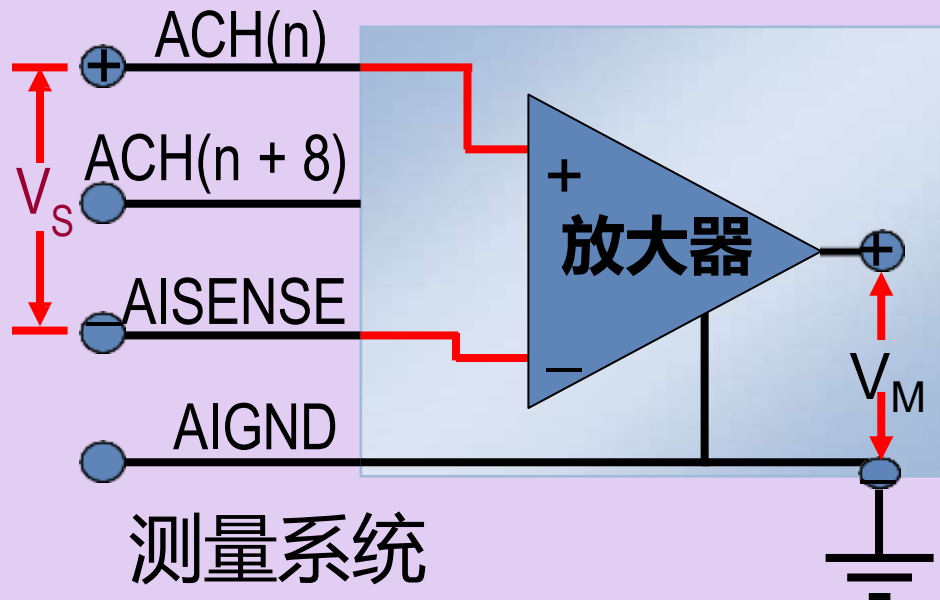 ACH(n)
+
ACH(n + 8)
VS
+
放大器
+
AISENSE
−
−
VM
AIGND
−
测量系统